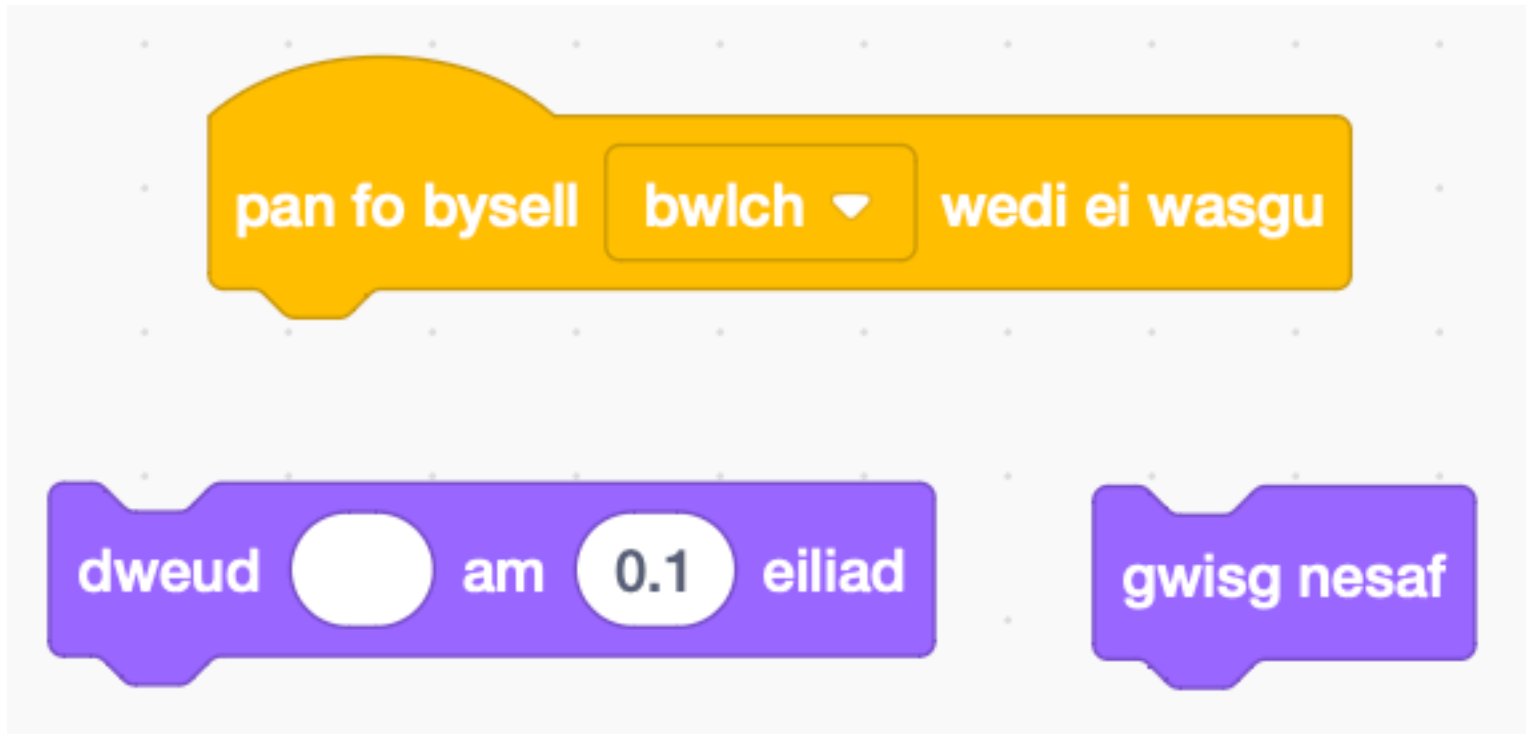 pan fo bysell bwlch wedi ei wasgu
dweud am 0.1 eiliad
gwisg nesaf